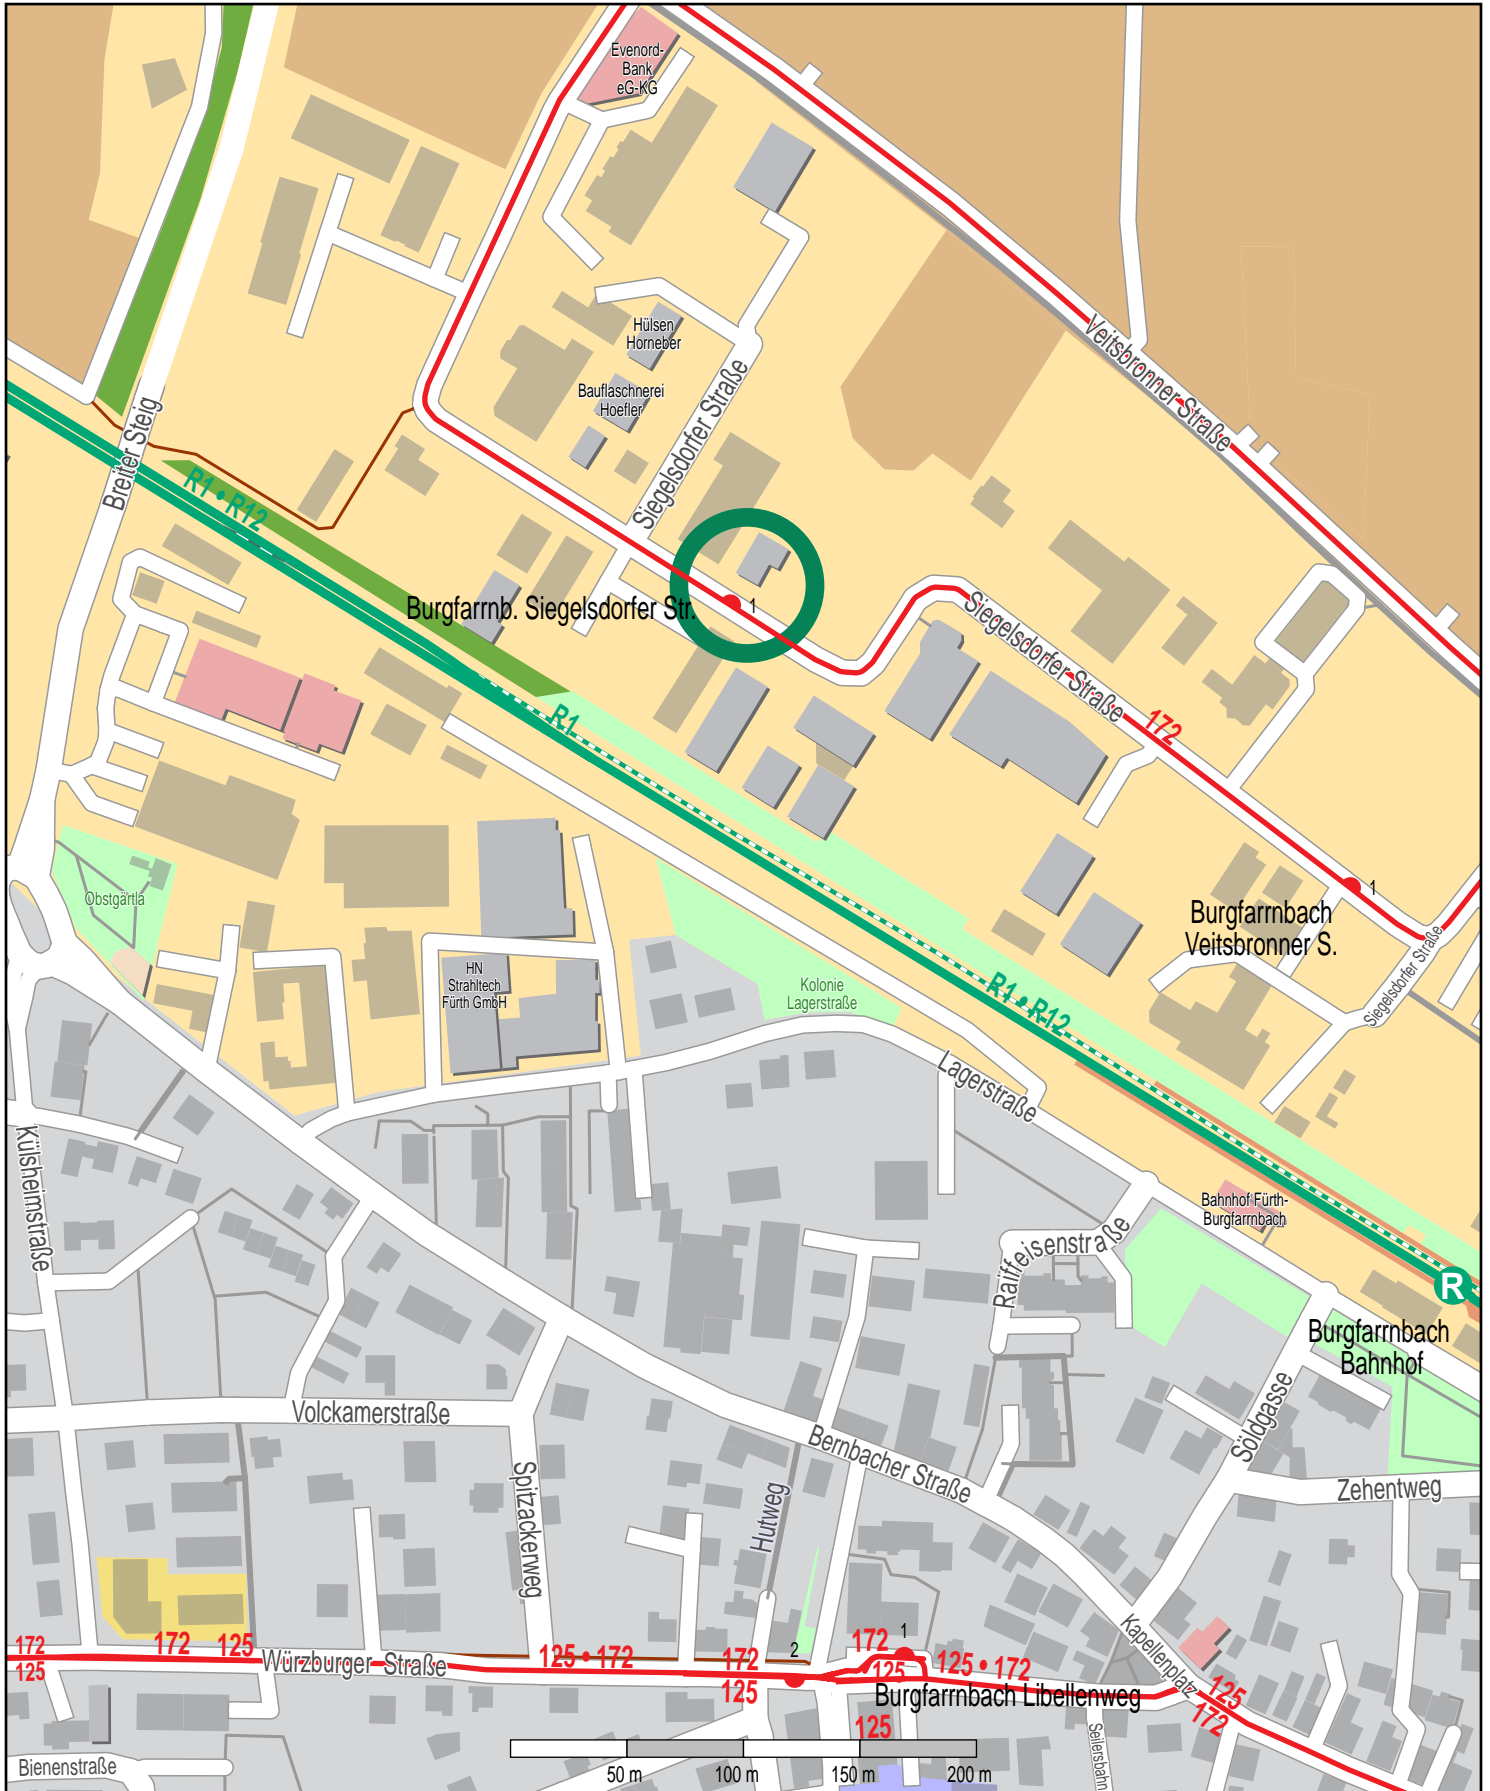 Evenord-
Bank
eG-KG
Hülsen
Horneber
Veitsbronner Straße
Bauflaschnerei
Hoefler
Siegelsdorfer Straße
Breiter Steig
R1 • R12
Burgfarrnb. Siegelsdorfer Str.
1
Siegelsdorfer Straße
R1
172
Obstgärtla
1
Burgfarrnbach
Veitsbronner S.
Siegelsdorfer Straße
HN
Strahltech
Fürth GmbH
Kolonie
Lagerstraße
R1 • R12
Lagerstraße
Külsheimstraße
Bahnhof Fürth-
Burgfarrnbach
Raiffeisenstraße
R
Burgfarrnbach
Bahnhof
Volckamerstraße
Söldgasse
Bernbacher Straße
Spitzackerweg
Hutweg
Zehentweg
Kapellenplatz
172
125
172
125
Würzburger Straße
125 • 172
172
125
2
172
1
125
125 • 172
Burgfarrnbach Libellenweg
125
172
125
Seilersbahn
Bienenstraße
50 m
100 m
150 m
200 m